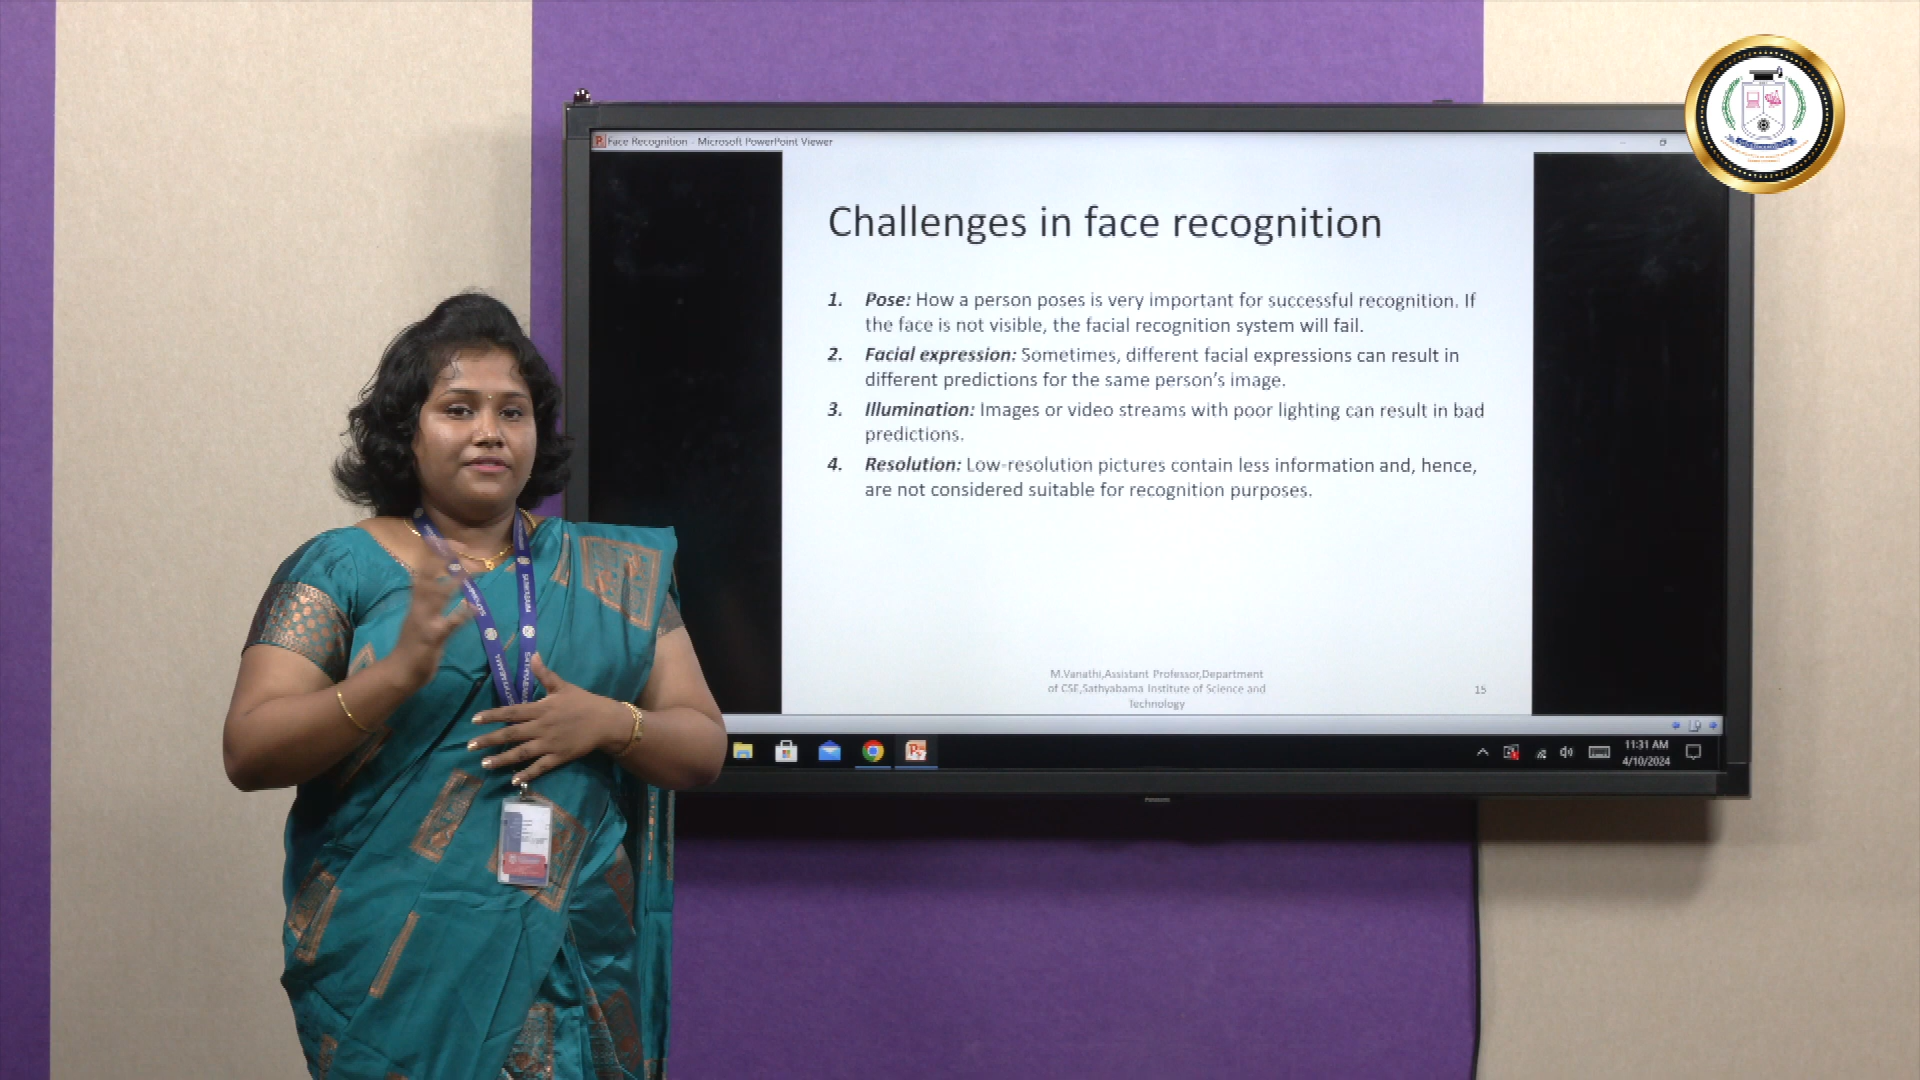 Face Recognition - Microsoft PowerPoint Viewer
Challenges in face recognition
1. Pose: How a person poses is very important for successful recognition. If
the face is not visible, the facial recognition system will fail.
2. Facial expression: Sometimes, different facial expressions can result in
different predictions for the same person's image.
3. Illumination: Images or video streams with poor lighting can result in bad
predictions.
4. Resolution: Low-resolution pictures contain less information and, hence,
are not considered suitable for recognition purposes.
M.Vanathi,Assistant Professor,Department
of CSE,Sathyabama Institute of Science and
Technology
15
11:31 AM
4/10/2024